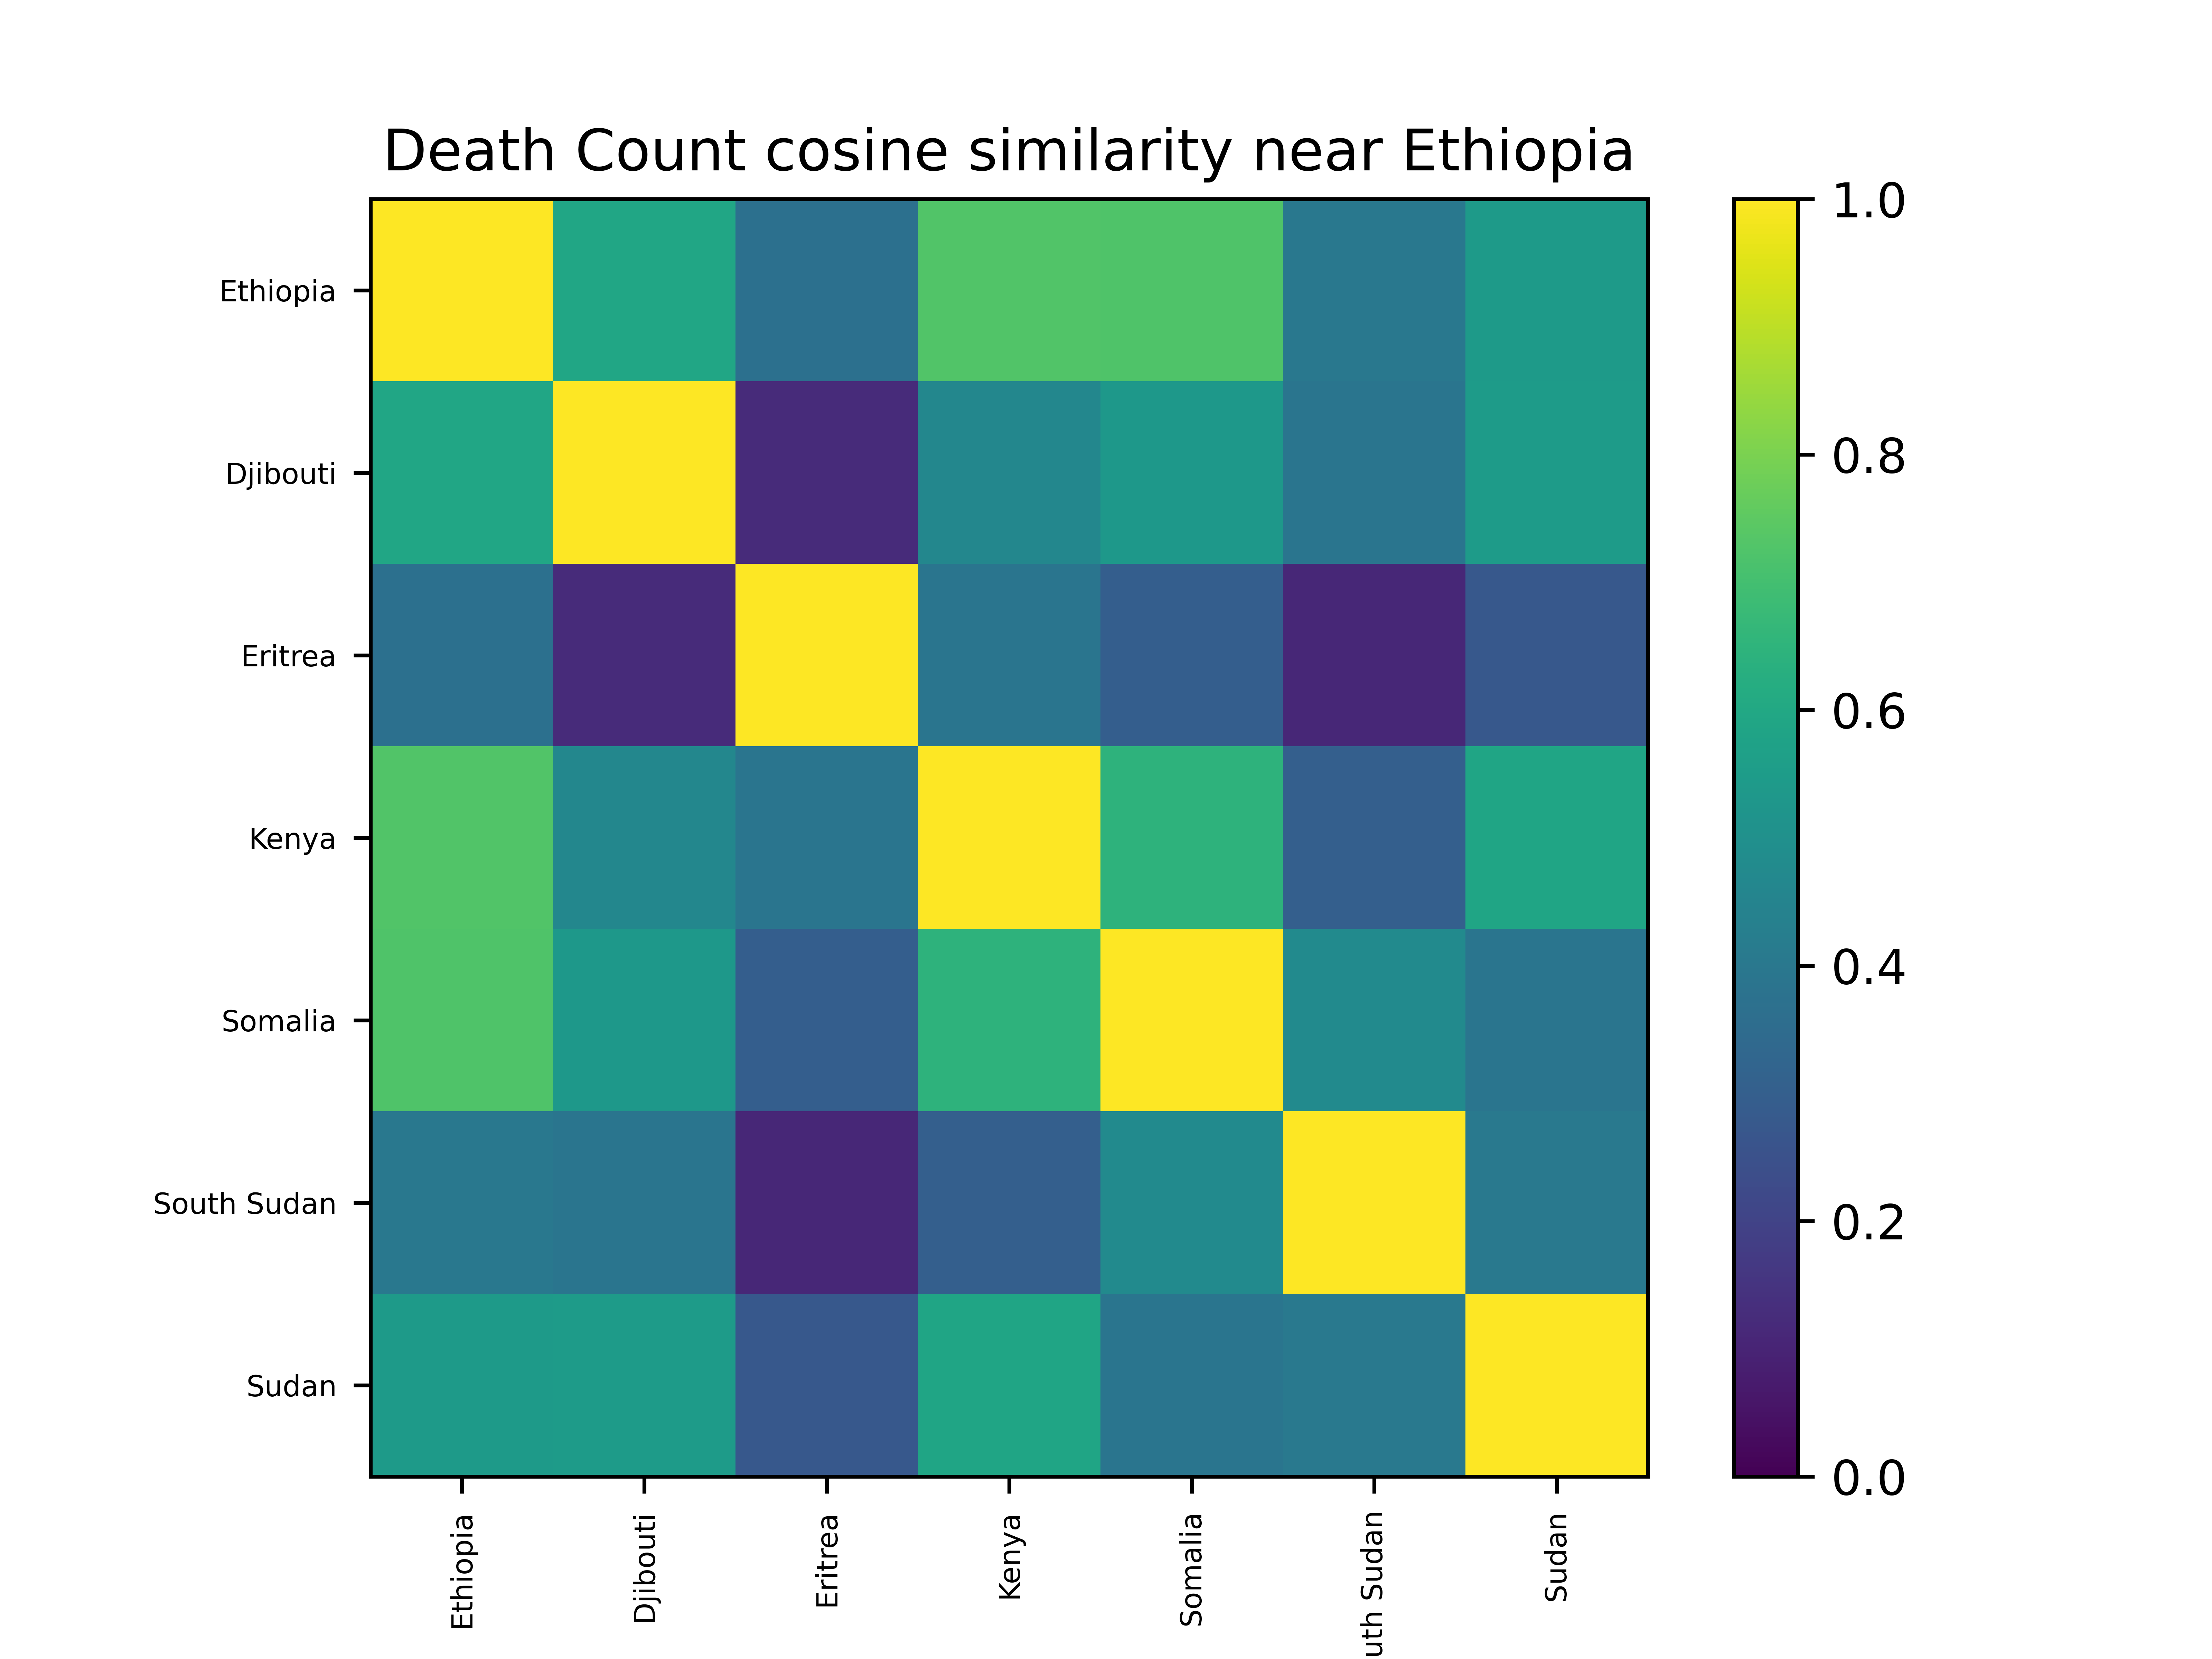 Death Count cosine similarity near Ethiopia
Ethiopia
Djibouti
Eritrea
Kenya
Somalia
South Sudan
Sudan
Ethiopia
Djibouti
Eritrea
Kenya
Somalia
uth Sudan
Sudan
1.0
0.8
0.6
0.4
0.2
0.0